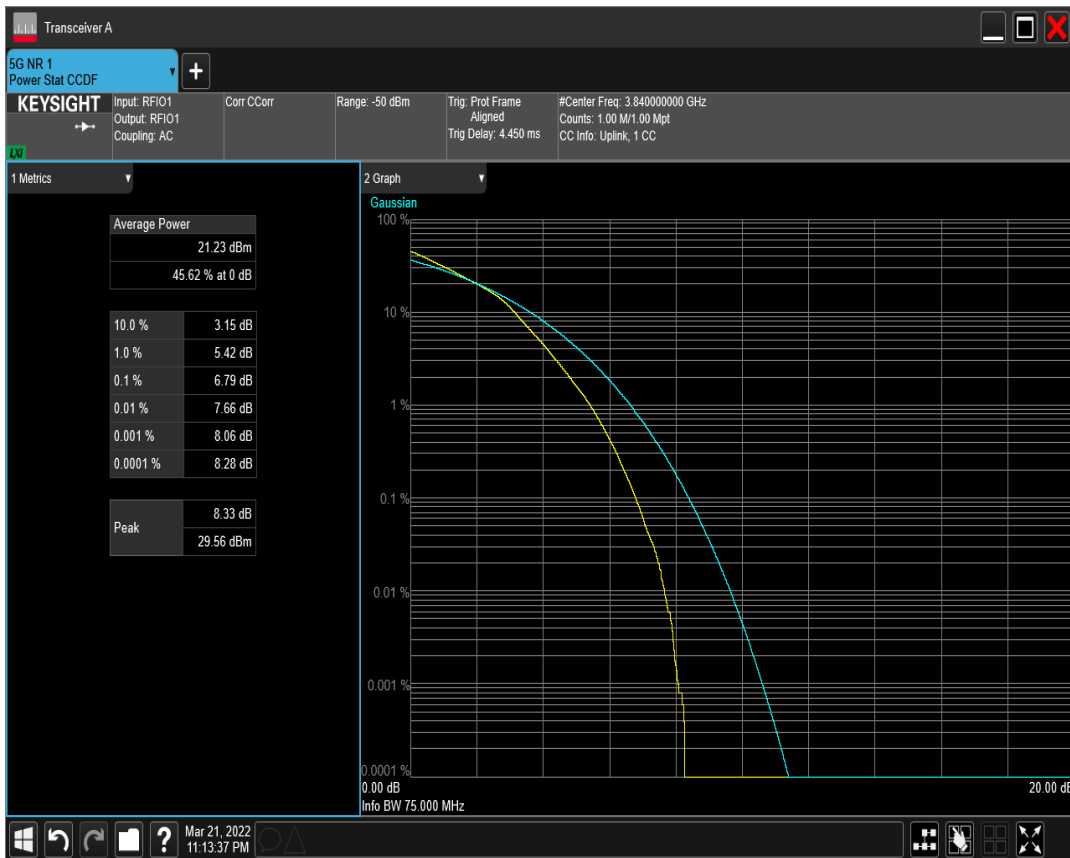 Transceiver A
5G NR 1
Power Stat CCDF
KEYSIGHT
LXI
Input: RFIO1
Output: RFIO1
Coupling: AC
Corr CCorr
Range: -50 dBm
Trig: Prot Frame
Aligned
Trig Delay: 4.450 ms
#Center Freq: 3.840000000 GHz
Counts: 1.00 M/1.00 Mpt
CC Info: Uplink, 1 CC
1 Metrics
Average Power
21.23 dBm
45.62 % at 0 dB
10.0 % 3.15 dB
1.0 % 5.42 dB
0.1 % 6.79 dB
0.01 % 7.66 dB
0.001 % 8.06 dB
0.0001 % 8.28 dB
Peak
8.33 dB
29.56 dBm
2 Graph
Gaussian
100 %
10 %
1 %
0.1 %
0.01 %
0.001 %
0.0001 %
0.00 dB 20.00 dB
Info BW 75.000 MHz
?
Mar 21, 2022
11:13:37 PM